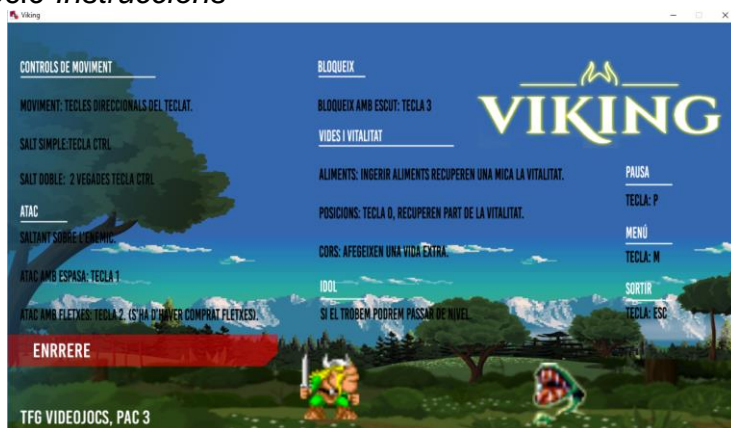 Instruccions
Viking
CONTROLS DE MOVIMENT
MOVIMENT: TECLES DIRECCIONALS DEL TECLAT.
SALT SIMPLE:TECLA CTRL
SALT DOBLE: 2 VEGADES TECLA CTRL
ATAC
SALTANT SOBRE L'ENEMIC.
ATAC AMB ESPASA: TECLA 1
ATAC AMB FLETXES: TECLA 2. (S'HA D'HAVER COMPRAT FLETXES).
ENRRERE
TFG VIDEOJOCS, PAC 3
BLOQUEIX
BLOQUEIX AMB ESCUT: TECLA 3
VIDES I VITALITAT
ALIMENTS: INGERIR ALIMENTS RECUPEREN UNA MICA LA VITALITAT.
POSICIONS: TECLA O, RECUPEREN PART DE LA VITALITAT.
CORS: AFEGEIXEN UNA VIDA EXTRA.
IDOL
SI EL TROBEM PODREM PASSAR DE NIVEL
VIKING
PAUSA
TECLA: P
MENÚ
TECLA: M
SORTIR
TECLA: ESC